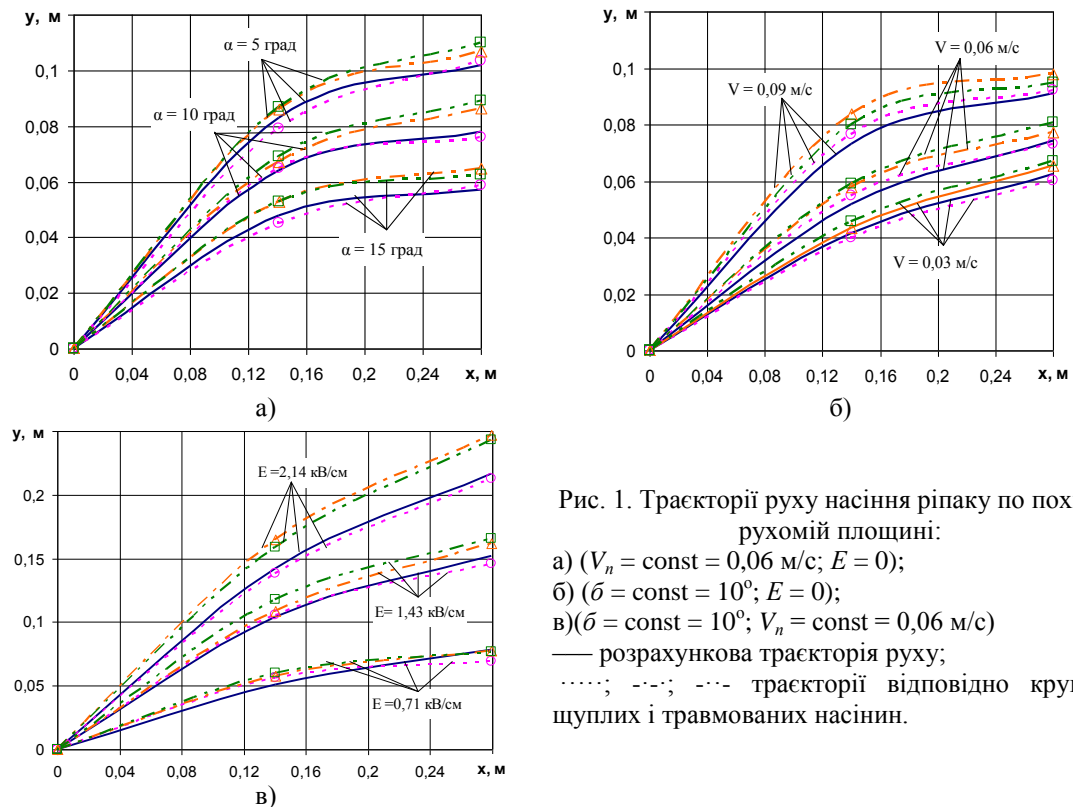 y, м
0,1
0,08
0,06
0,04
0,02
0
0 0,04 0,08 0,12 0,16 0,2 0,24 x, м
α = 5 град
α = 10 град
α = 15 град
а)
y, м
0,1
0,08
0,06
0,04
0,02
0
0 0,04 0,08 0,12 0,16 0,2 0,24 x, м
V = 0,06 м/с
V = 0,09 м/с
V = 0,03 м/с
б)
y, м
0,2
0,15
0,1
0,05
0
0 0,04 0,08 0,12 0,16 0,2 0,24 x, м
E =2,14 кВ/см
E= 1,43 кВ/см
E =0,71 кВ/см
в)
Рис. 1. Траєкторії руху насіння ріпаку по пох
рухомій площині:
а) (Vn = const = 0,06 м/с; E = 0);
б) (б = const = 10°; E = 0);
в)(б = const = 10°; Vn = const = 0,06 м/с)
── розрахункова траєкторія руху;
·····; -·-·; -··- траєкторії відповідно кру
щуплих і травмованих насінин.